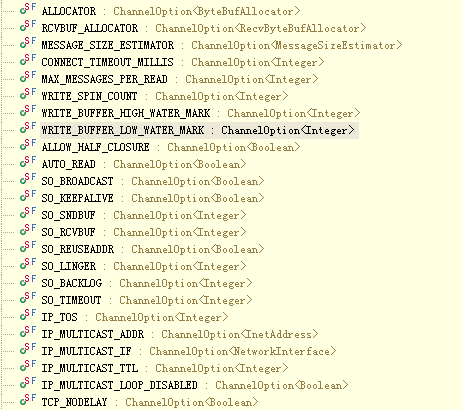 ALLOCATOR : ChannelOption<ByteBufAllocator>
RCVBUF_ALLOCATOR : ChannelOption<RecvByteBufAllocator>
MESSAGE_SIZE_ESTIMATOR : ChannelOption<MessageSizeEstimator>
CONNECT_TIMEOUT_MILLIS : ChannelOption<Integer>
MAX_MESSAGES_PER_READ : ChannelOption<Integer>
WRITE_SPIN_COUNT : ChannelOption<Integer>
WRITE_BUFFER_HIGH_WATER_MARK : ChannelOption<Integer>
WRITE_BUFFER_LOW_WATER_MARK : ChannelOption<Integer>
ALLOW_HALF_CLOSURE : ChannelOption<Boolean>
AUTO_READ : ChannelOption<Boolean>
SO_BROADCAST : ChannelOption<Boolean>
SO_KEEPALIVE : ChannelOption<Boolean>
SO_SNDBUF : ChannelOption<Integer>
SO_RCVBUF : ChannelOption<Integer>
SO_REUSEADDR : ChannelOption<Boolean>
SO_LINGER : ChannelOption<Integer>
SO_BACKLOG : ChannelOption<Integer>
SO_TIMEOUT : ChannelOption<Integer>
IP_TOS : ChannelOption<Integer>
IP_MULTICAST_ADDR : ChannelOption<InetAddress>
IP_MULTICAST_IF : ChannelOption<NetworkInterface>
IP_MULTICAST_TTL : ChannelOption<Integer>
IP_MULTICAST_LOOP_DISABLED : ChannelOption<Boolean>
TCP_NODELAY : ChannelOption<Boolean>